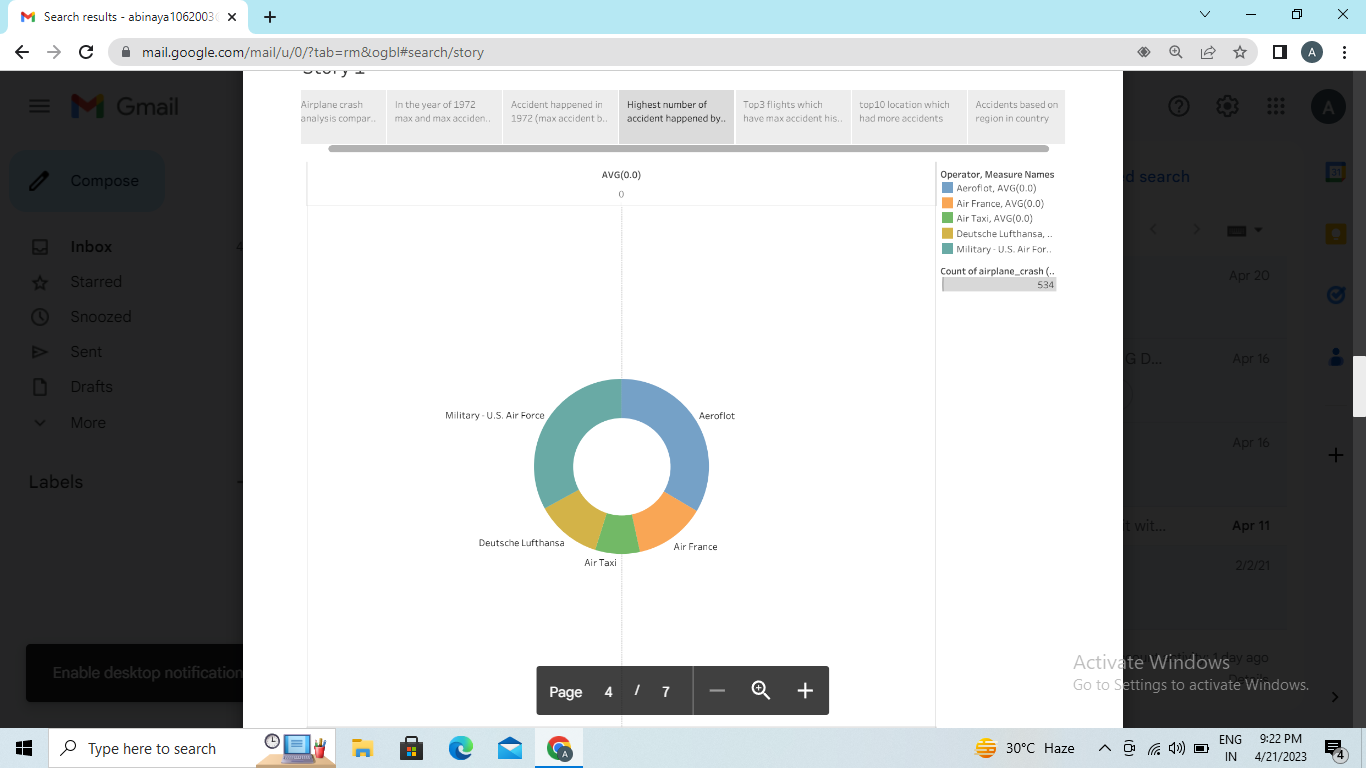 Search results - abinaya1062003
mail.google.com/mail/u/0/?tab=rm&ogbl#search/story
A
Story 1
Gmail
A
Airplane crash
analysis compar..
In the year of 1972
max and max acciden..
Accident happened in
1972 (max accident b..
Highest number of
accident happened by..
Top3 flights which
have max accident his..
top10 location which
had more accidents
Accidents based on
region in country
Compose
Inbox
4
Starred
Snoozed
Sent
Drafts
More
Labels
AVG(0.0)
0
Operator, Measure Names
Aeroflot, AVG(0.0)
Air France, AVG(0.0)
Air Taxi, AVG(0.0)
Deutsche Lufthansa, ..
Military - U.S. Air For..
Count of airplane_crash (..
534
Military - U.S. Air Force
Aeroflot
Deutsche Lufthansa
Air Taxi
Air France
d search
31
Apr 20
G D...
Apr 16
Apr 16
t wit...
Apr 11
2/2/21
1 day ago
Enable desktop notification
Page 4 / 7
Activate Windows
Go to Settings to activate Windows.
Type here to search
A
30°C Haze
ENG
IN
9:22 PM
4/21/2023
4